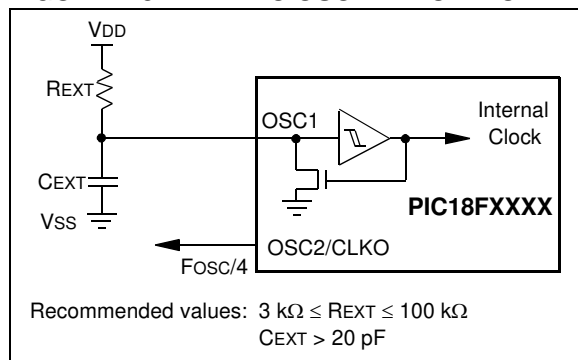 VDD
REXT
OSC1
Internal
Clock
CEXT
PIC18FXXXX
VSS
OSC2/CLKO
FOSC/4
Recommended values: 3 kΩ ≤ REXT ≤ 100 kΩ
CEXT > 20 pF